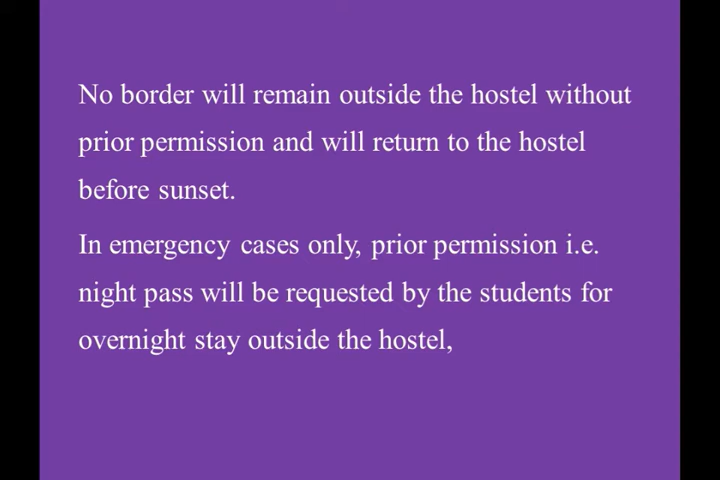 No border will remain outside the hostel without
prior permission and will return to the hostel
before sunset.
In emergency cases only, prior permission i.e.
night pass will be requested by the students for
overnight stay outside the hostel,